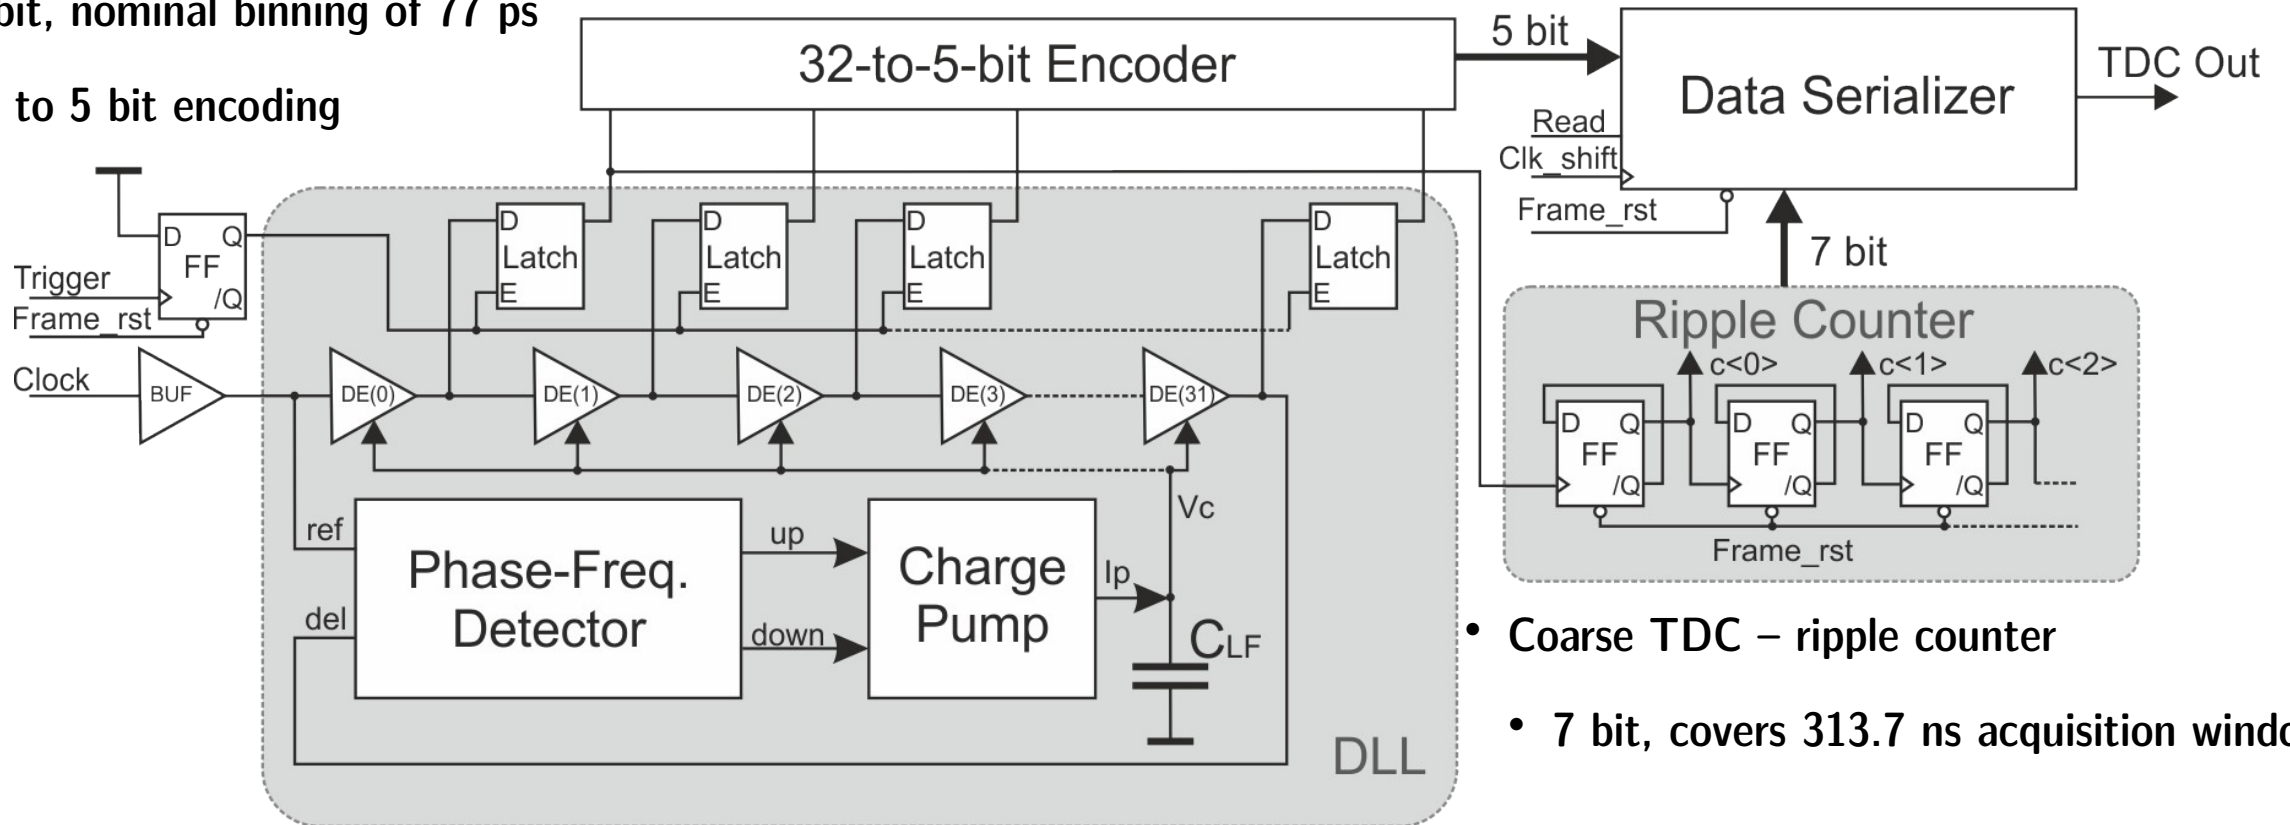 bit, nominal binning of 77 ps
to 5 bit encoding
32-to-5-bit Encoder
5 bit
Data Serializer
TDC Out
Read
Clk_shift
Frame_rst
7 bit
D Q
FF
/Q
Trigger
Frame_rst
D
Latch
E
D
Latch
E
D
Latch
E
D
Latch
E
Clock
BUF
DE(0)
DE(1)
DE(2)
DE(3)
DE(31)
Ripple Counter
c<0>
c<1>
c<2>
D Q
FF
/Q
D Q
FF
/Q
D Q
FF
/Q
Frame_rst
ref
del
Phase-Freq.
Detector
up
down
Charge
Pump
Ip
Vc
CLF
DLL
• Coarse TDC – ripple counter
• 7 bit, covers 313.7 ns acquisition